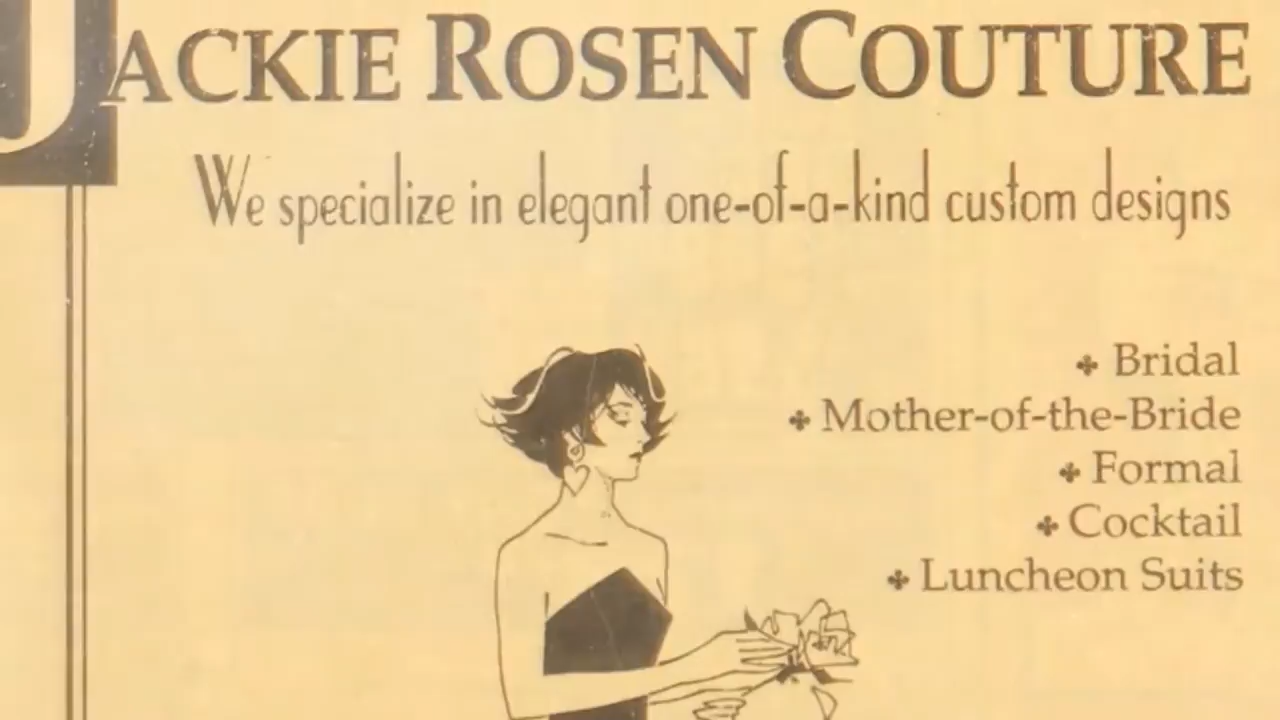 JACKIE ROSEN COUTURE
We specialize in elegant one-of-a-kind custom designs
✤ Bridal
✤ Mother-of-the-Bride
✤ Formal
✤ Cocktail
✤ Luncheon Suits